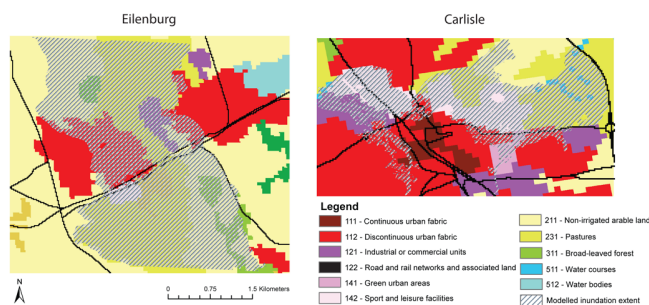 Eilenburg
Carlisle
N
0 0.75 1.5 Kilometers
Legend
111 - Continuous urban fabric
112 - Discontinuous urban fabric
121 - Industrial or commercial units
122 - Road and rail networks and associated land
141 - Green urban areas
142 - Sport and leisure facilities
211 - Non-irrigated arable land
231 - Pastures
311 - Broad-leaved forest
511 - Water courses
512 - Water bodies
Modeled inundation extent